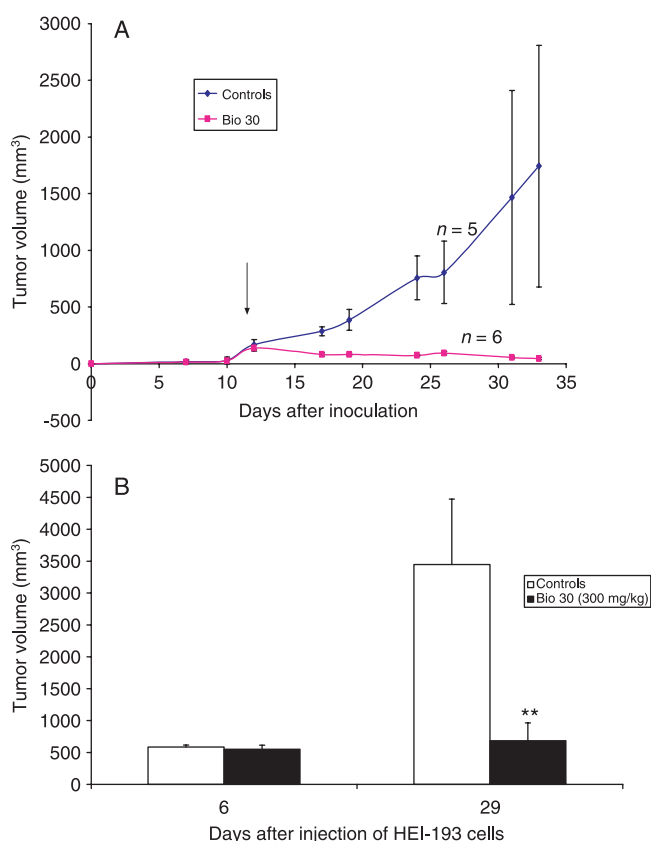 A
3000
2500
2000
1500
1000
500
0
-500
Tumor volume (mm³)
Controls
Bio 30
n = 5
n = 6
0 5 10 15 20 25 30 35
Days after inoculation
B
5000
4500
4000
3500
3000
2500
2000
1500
1000
500
0
Tumor volume (mm³)
Controls
Bio 30 (300 mg/kg)
**
6 29
Days after injection of HEI-193 cells